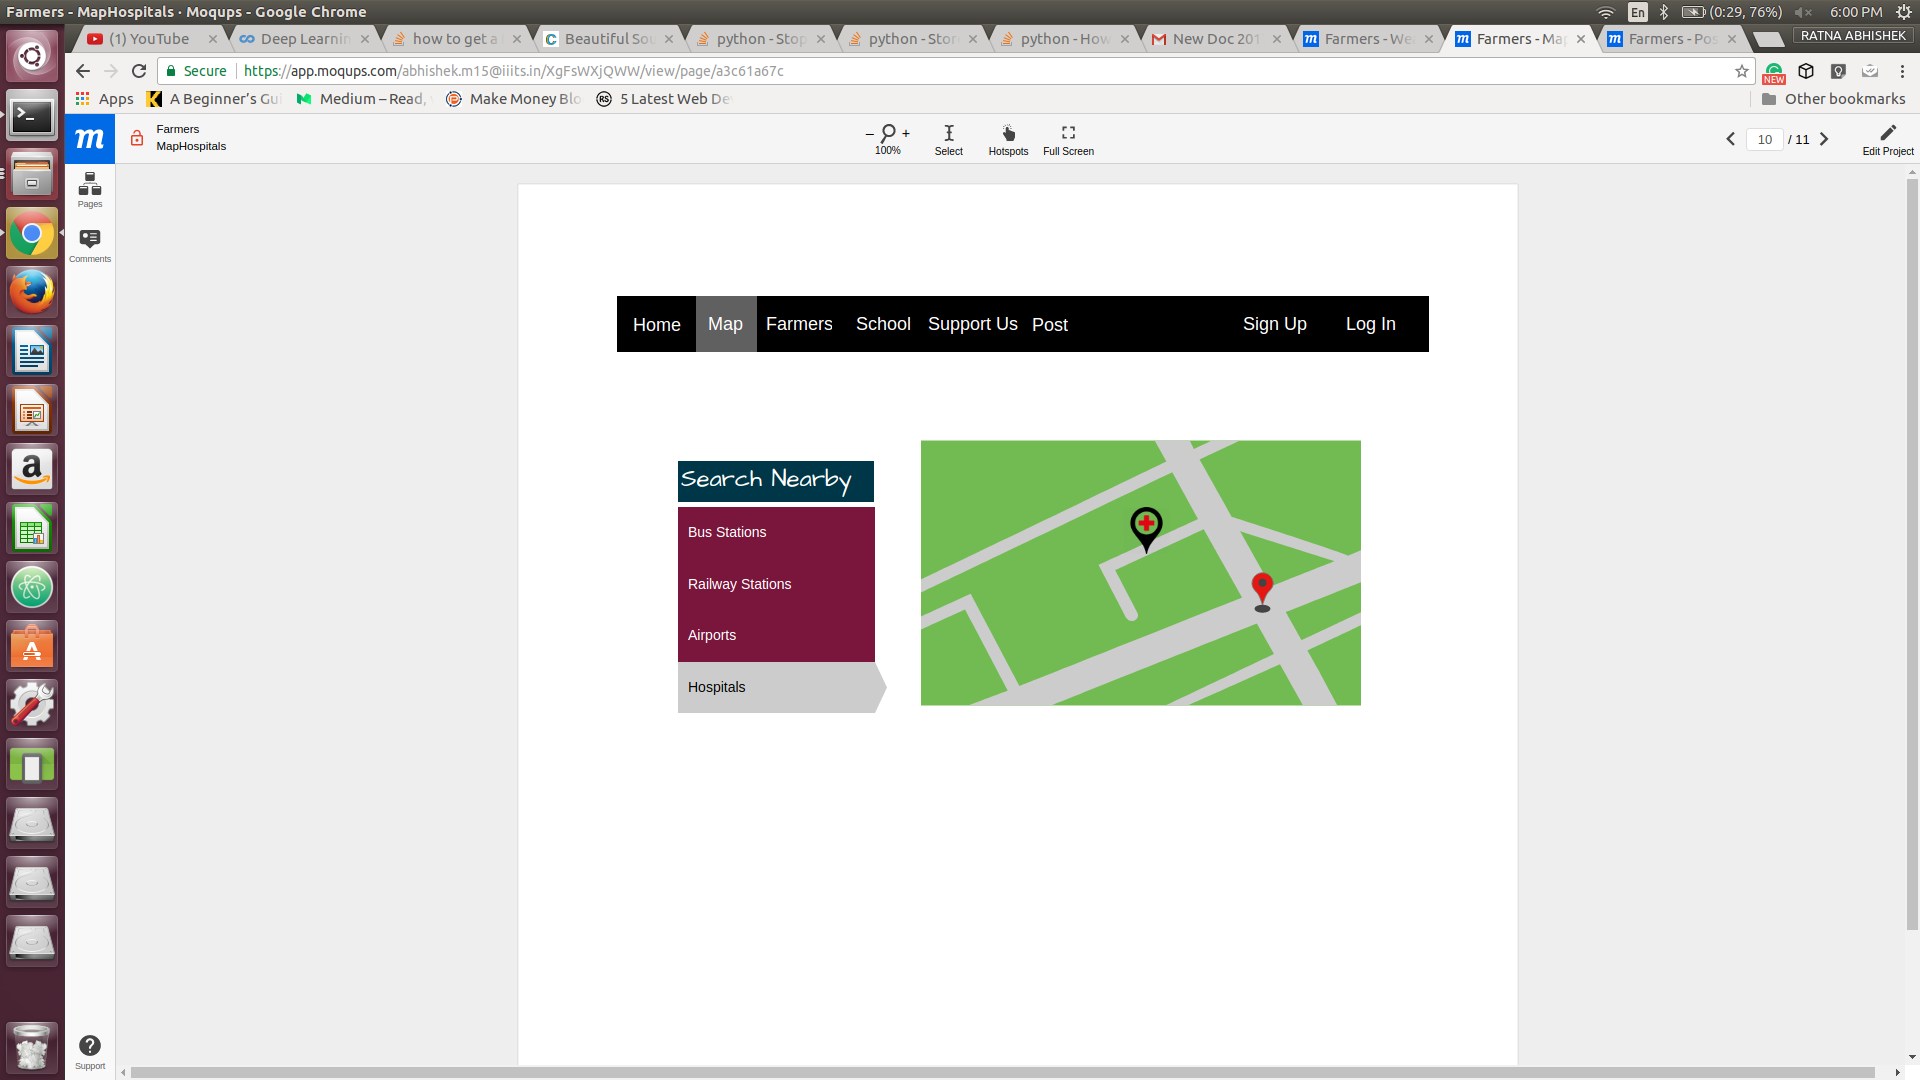 Farmers - MapHospitals · Moqups - Google Chrome
En (0:29, 76%) 6:00 PM
(1) YouTube
Deep Learnin
how to get a
Beautiful Sou
python - Stop
python - Stor
python - How
New Doc 201
Farmers - We
Farmers - Ma
Farmers - Pos
RATNA ABHISHEK
Secure https://app.moqups.com/abhishek.m15@iiits.in/XgFsWXjQWW/view/page/a3c61a67c
NEW
Apps A Beginner's Gui Medium – Read, Make Money Blo RS 5 Latest Web De Other bookmarks
m
Farmers
MapHospitals
– +
100% Select Hotspots Full Screen
10 / 11
Edit Project
Pages
Comments
Home Map Farmers School Support Us Post Sign Up Log In
Search Nearby
Bus Stations
Railway Stations
Airports
Hospitals
Support